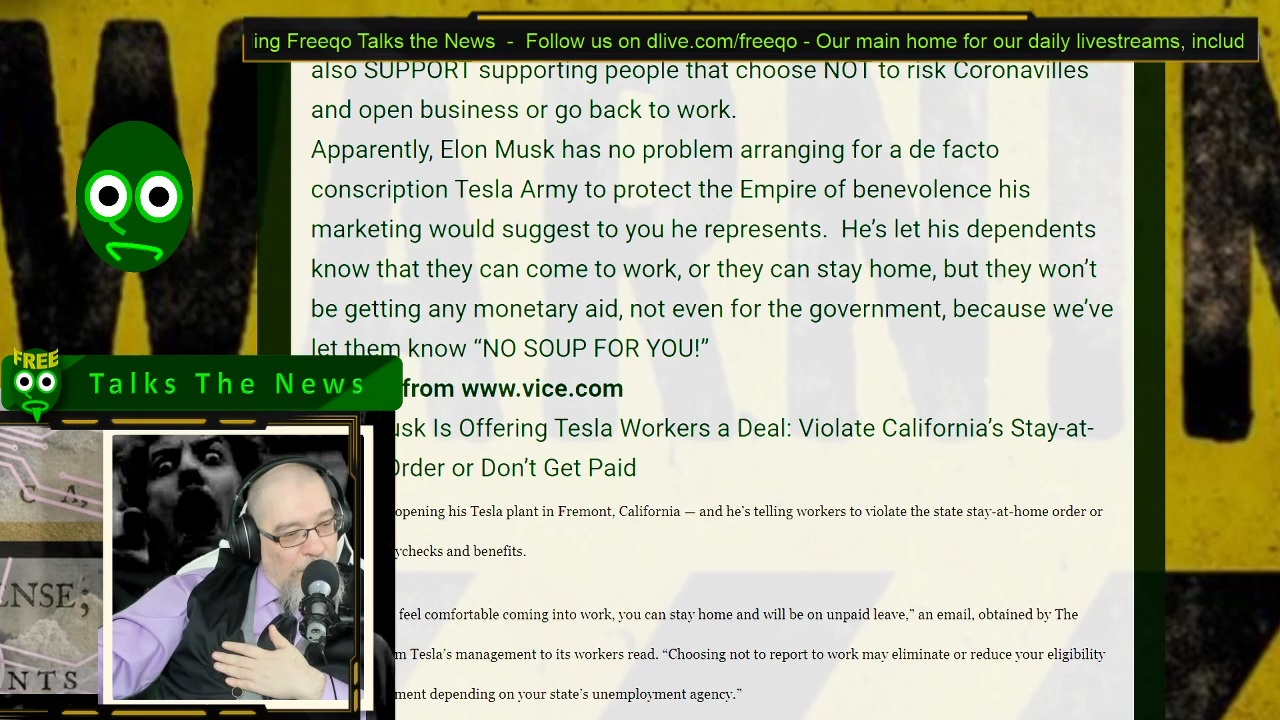 ing Freeqo Talks the News - Follow us on dlive.com/freeqo - Our main home for our daily livestreams, includ
also SUPPORT supporting people that choose NOT to risk Coronavilles
and open business or go back to work.
Apparently, Elon Musk has no problem arranging for a de facto
conscription Tesla Army to protect the Empire of benevolence his
marketing would suggest to you he represents.  He’s let his dependents
know that they can come to work, or they can stay home, but they won’t
be getting any monetary aid, not even for the government, because we’ve
let them know “NO SOUP FOR YOU!”
from www.vice.com
usk Is Offering Tesla Workers a Deal: Violate California’s Stay-at-
Order or Don’t Get Paid
opening his Tesla plant in Fremont, California — and he’s telling workers to violate the state stay-at-home order or
ychecks and benefits.
feel comfortable coming into work, you can stay home and will be on unpaid leave,” an email, obtained by The
m Tesla’s management to its workers read. “Choosing not to report to work may eliminate or reduce your eligibility
ment depending on your state’s unemployment agency.”
FREE
Talks The News
C A,
NSE;
NTS
WARNI